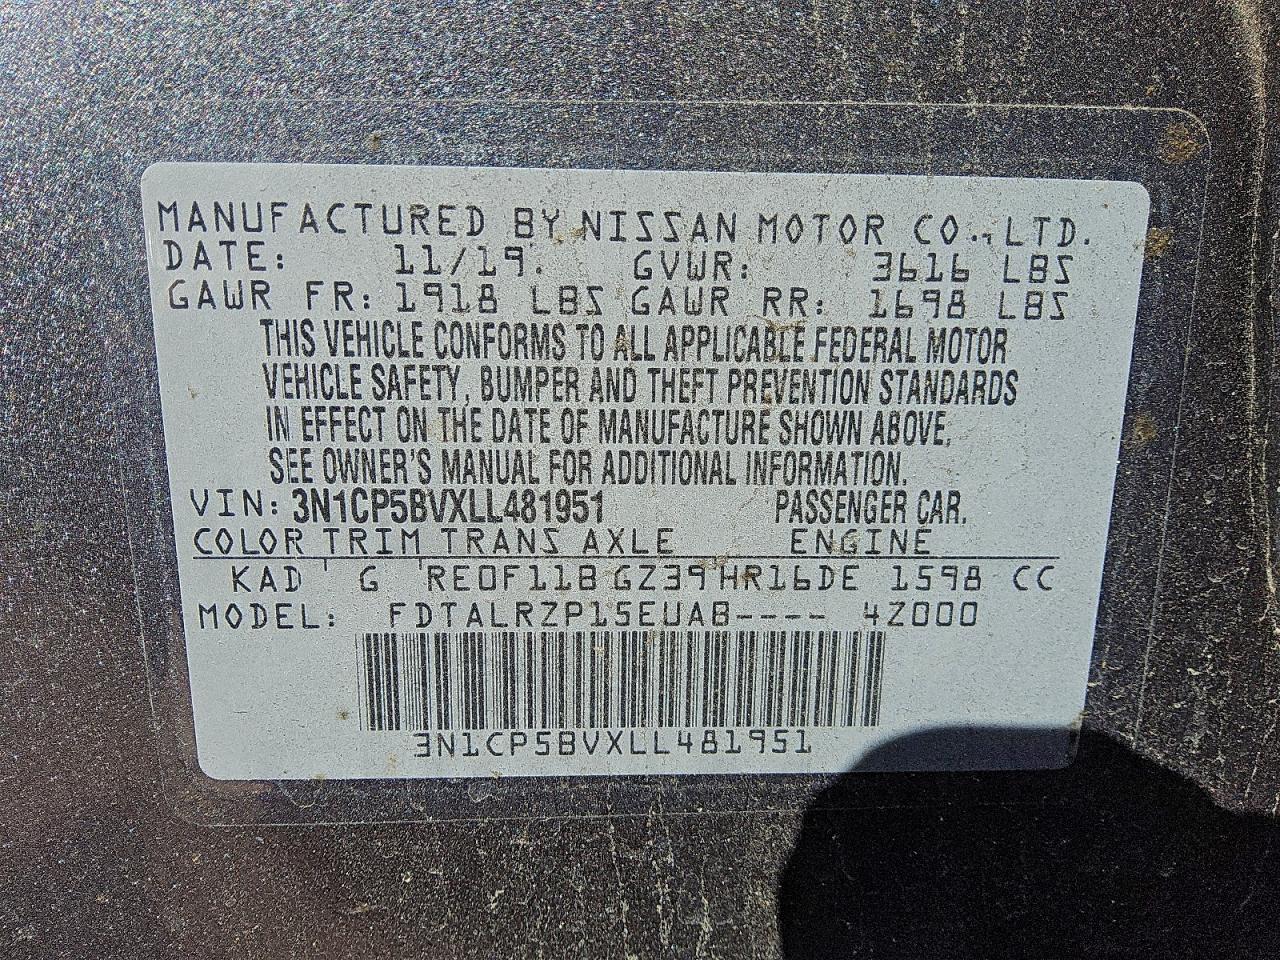 MANUFACTURED BY NISSAN MOTOR CO., LTD.
DATE: 11/19. GVWR: 3616 LBS
GAWR FR: 1918 LBS GAWR RR: 1698 LBS
THIS VEHICLE CONFORMS TO ALL APPLICABLE FEDERAL MOTOR
VEHICLE SAFETY, BUMPER AND THEFT PREVENTION STANDARDS
IN EFFECT ON THE DATE OF MANUFACTURE SHOWN ABOVE.
SEE OWNER'S MANUAL FOR ADDITIONAL INFORMATION.
VIN: 3N1CP5BVXLL481951 PASSENGER CAR.
COLOR TRIM TRANS AXLE ENGINE
KAD G RE0F11B GZ39 HR16DE 1598 CC
MODEL: FDTALRZP15EUAB---- 4Z000
3N1CP5BVXLL481951